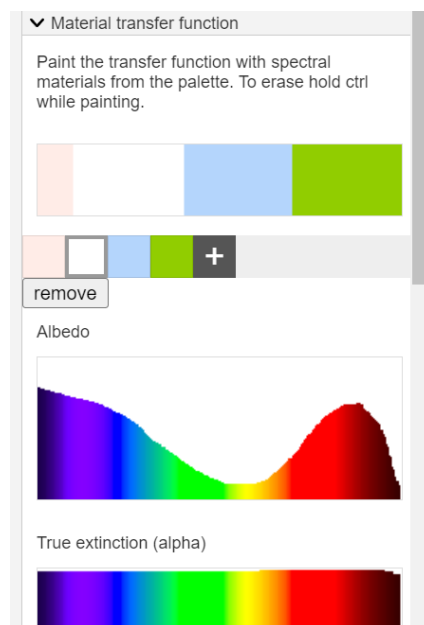 Material transfer function
Paint the transfer function with spectral
materials from the palette. To erase hold ctrl
while painting.
+
remove
Albedo
True extinction (alpha)